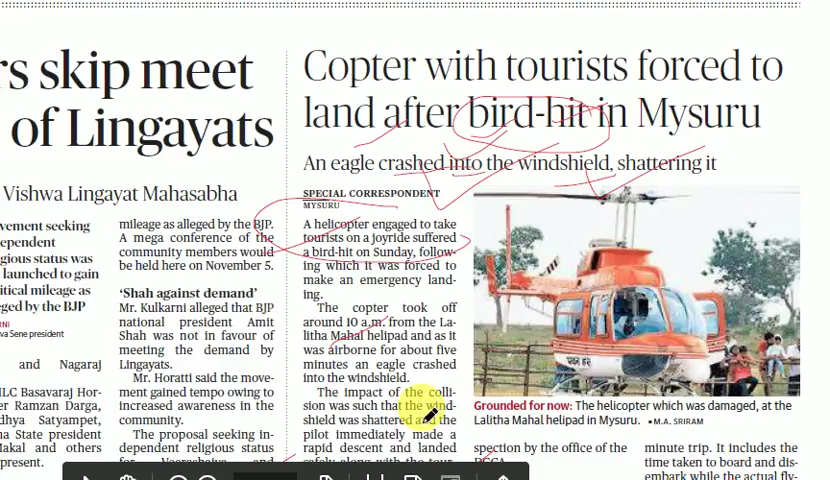 rs skip meet
of Lingayats
Vishwa Lingayat Mahasabha
vement seeking
ependent
gious status was
launched to gain
itical mileage as
eged by the BJP
va Sene president
and Nagaraj
ILC Basavaraj Hor-
er Ramzan Darga,
dhya Satyampet,
na State president
Makal and others
present.
mileage as alleged by the BJP.
A mega conference of the
community members would
be held here on November 5.
‘Shah against demand’
Mr. Kulkarni alleged that BJP
national president Amit
Shah was not in favour of
meeting the demand by
Lingayats.
Mr. Horatti said the move-
ment gained tempo owing to
increased awareness in the
community.
The proposal seeking in-
dependent religious status
Copter with tourists forced to
land after bird-hit in Mysuru
An eagle crashed into the windshield, shattering it
SPECIAL CORRESPONDENT
MYSURU
A helicopter engaged to take
tourists on a joyride suffered
a bird-hit on Sunday, follow-
ing which it was forced to
make an emergency land-
ing.
The copter took off
around 10 a.m. from the La-
litha Mahal helipad and as it
was airborne for about five
minutes an eagle crashed
into the windshield.
The impact of the colli-
sion was such that the wind-
shield was shattered and the
pilot immediately made a
rapid descent and landed
safely along with the tour-
पवन हंस
Grounded for now: The helicopter which was damaged, at the
Lalitha Mahal helipad in Mysuru. ▪ M.A. SRIRAM
spection by the office of the
DGCA.
minute trip. It includes the
time taken to board and dis-
embark while the actual fly-